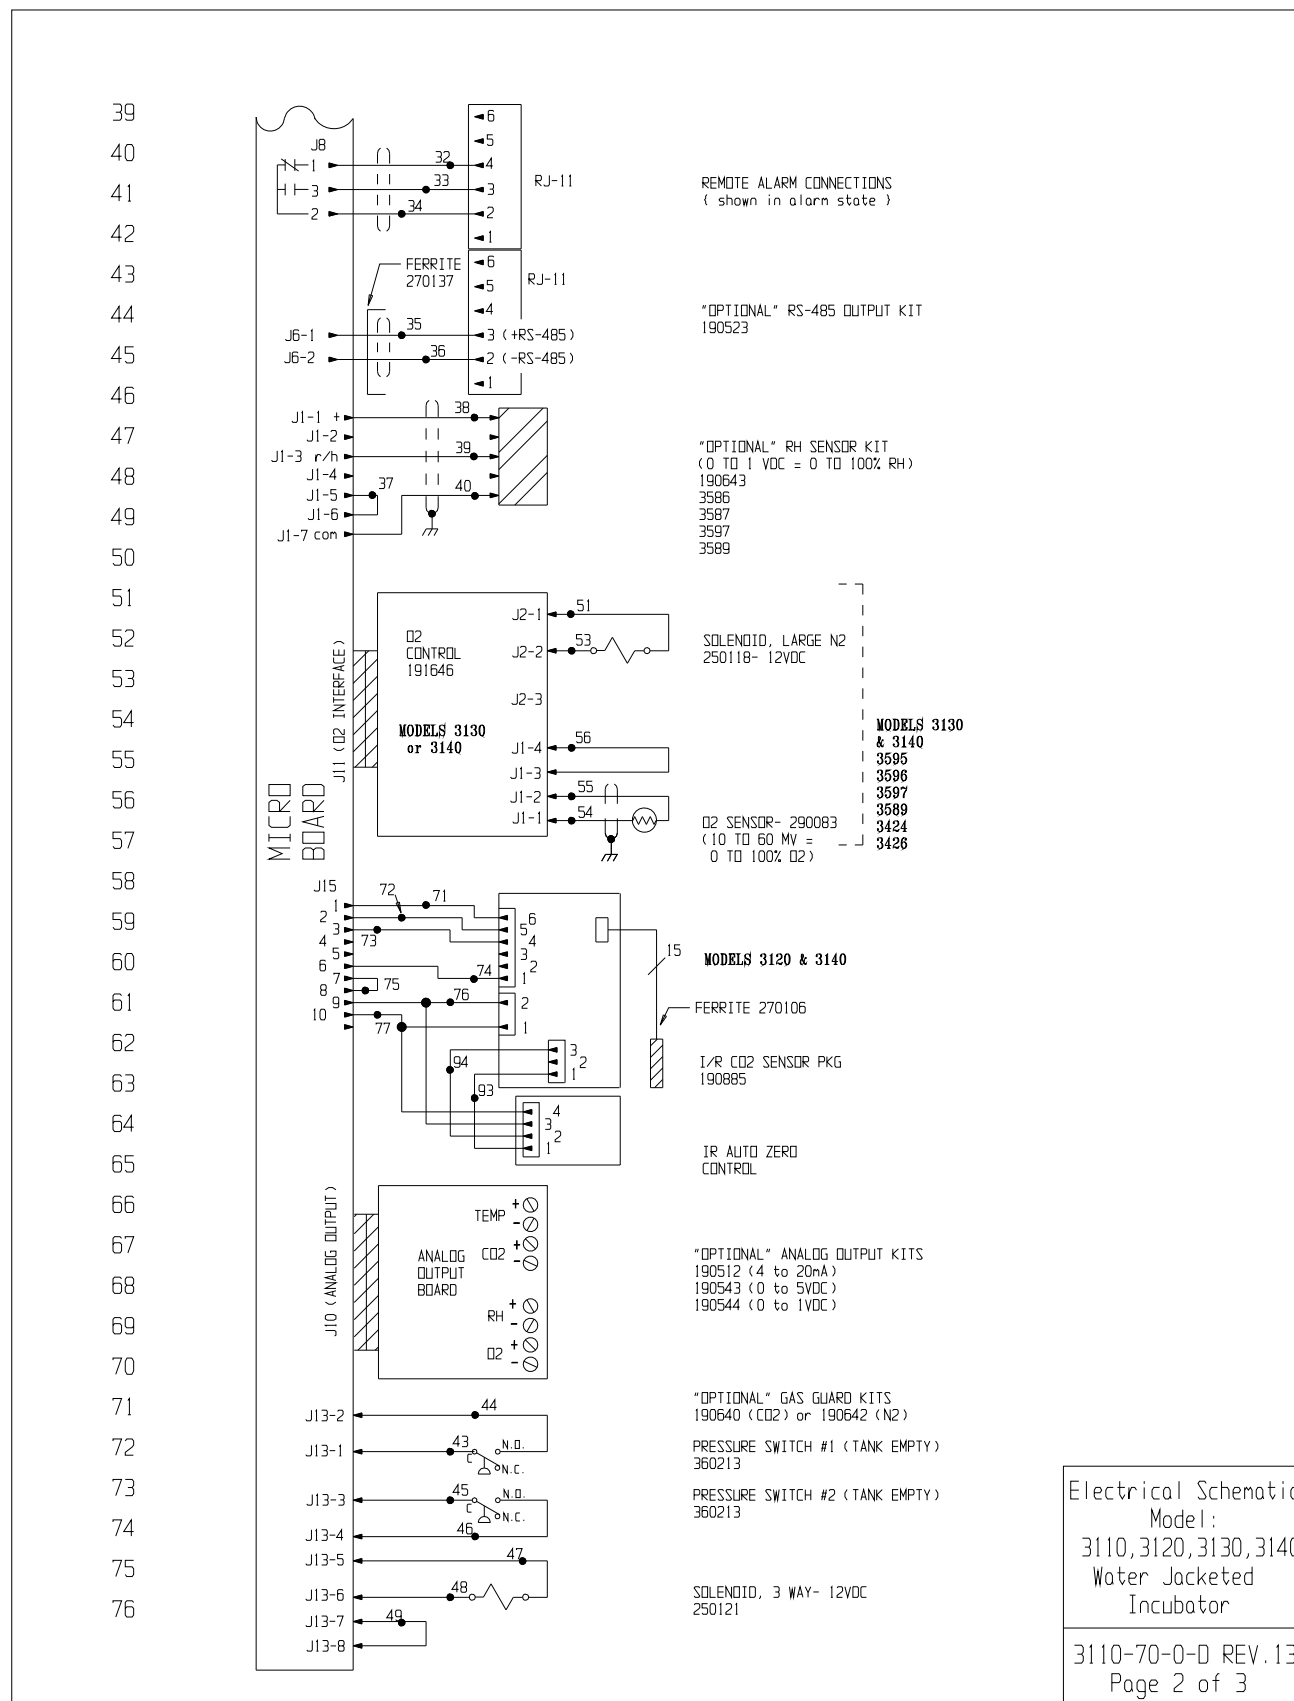 39
40
41
42
43
44
45
46
47
48
49
50
51
52
53
54
55
56
57
58
59
60
61
62
63
64
65
66
67
68
69
70
71
72
73
74
75
76
MICRO
BOARD
J8
1
3
2
32
33
34
6
5
4
3
2
1
RJ-11
REMOTE ALARM CONNECTIONS
( shown in alarm state )
FERRITE
270137
J6-1
J6-2
35
36
6
5
4
3 (+RS-485)
2 (-RS-485)
1
RJ-11
"OPTIONAL" RS-485 OUTPUT KIT
190523
J1-1 +
J1-2
J1-3 r/h
J1-4
J1-5
J1-6
J1-7 com
37
38
39
40
"OPTIONAL" RH SENSOR KIT
(0 TO 1 VDC = 0 TO 100% RH)
190643
3586
3587
3597
3589
J11 (O2 INTERFACE)
O2
CONTROL
191646
MODELS 3130
or 3140
J2-1
J2-2
J2-3
J1-4
J1-3
J1-2
J1-1
51
53
56
55
54
SOLENOID, LARGE N2
250118- 12VDC
O2 SENSOR- 290083
(10 TO 60 MV =
0 TO 100% O2)
MODELS 3130
& 3140
3595
3596
3597
3589
3424
3426
J15
1
2
3
4
5
6
7
8
9
10
72
71
73
74
75
76
77
6
5
4
3
2
1
2
1
3
2
1
94
93
4
3
2
1
15
MODELS 3120 & 3140
FERRITE 270106
I/R CO2 SENSOR PKG
190885
IR AUTO ZERO
CONTROL
J10 (ANALOG OUTPUT)
ANALOG
OUTPUT
BOARD
TEMP + -
CO2 + -
RH + -
O2 + -
"OPTIONAL" ANALOG OUTPUT KITS
190512 (4 to 20mA)
190543 (0 to 5VDC)
190544 (0 to 1VDC)
"OPTIONAL" GAS GUARD KITS
190640 (CO2) or 190642 (N2)
J13-2
44
J13-1
43
C
N.O.
N.C.
PRESSURE SWITCH #1 (TANK EMPTY)
360213
J13-3
45
C
N.O.
N.C.
PRESSURE SWITCH #2 (TANK EMPTY)
360213
J13-4
46
J13-5
47
J13-6
48
SOLENOID, 3 WAY- 12VDC
250121
J13-7
49
J13-8
Electrical Schematic
Model:
3110,3120,3130,3140
Water Jacketed
Incubator
3110-70-0-D REV.13
Page 2 of 3